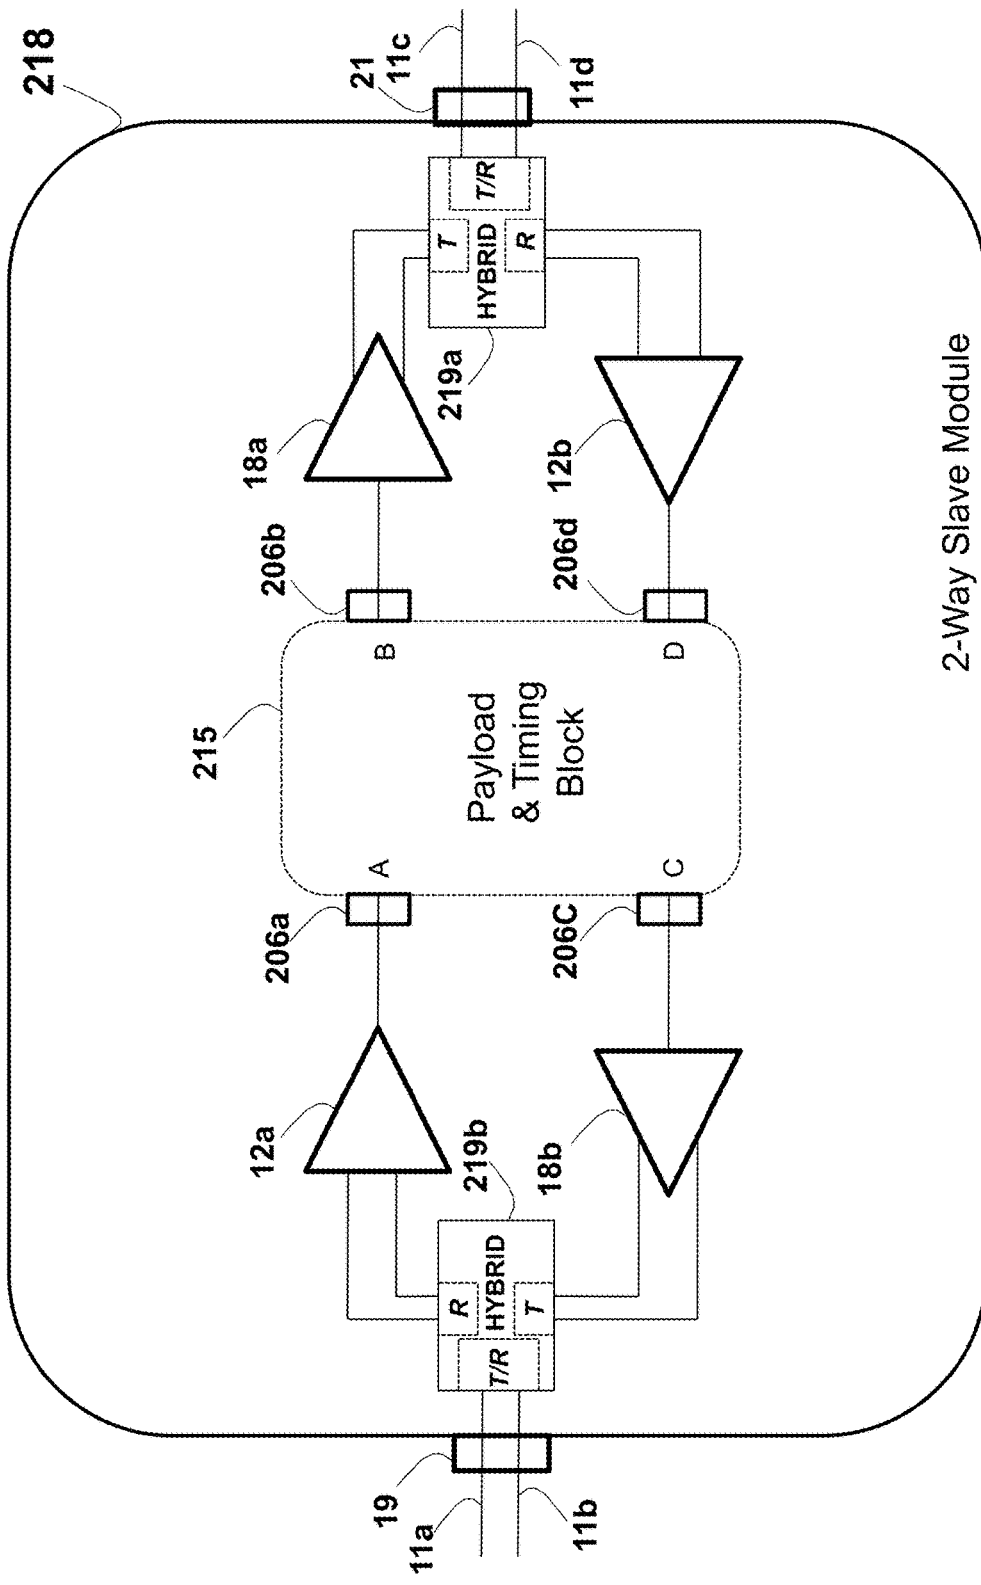 218
21
11c
11d
T/R
T
R
HYBRID
219a
18a
12b
206b
206d
B
D
215
Payload
& Timing
Block
A
C
206a
206C
12a
18b
219b
R
T
HYBRID
T/R
19
11a
11b
2-Way Slave Module